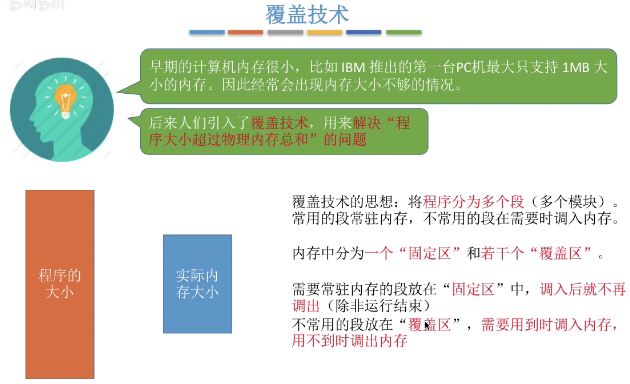 覆盖技术
早期的计算机内存很小，比如 IBM 推出的第一台PC机最大只支持 1MB 大
小的内存。因此经常会出现内存大小不够的情况。
后来人们引入了覆盖技术，用来解决“程
序大小超过物理内存总和”的问题
程序的
大小
实际内
存大小
覆盖技术的思想：将程序分为多个段（多个模块）。
常用的段常驻内存，不常用的段在需要时调入内存。
内存中分为一个“固定区”和若干个“覆盖区”。
需要常驻内存的段放在“固定区”中，调入后就不再
调出（除非运行结束）
不常用的段放在“覆盖区”，需要用到时调入内存，
用不到时调出内存